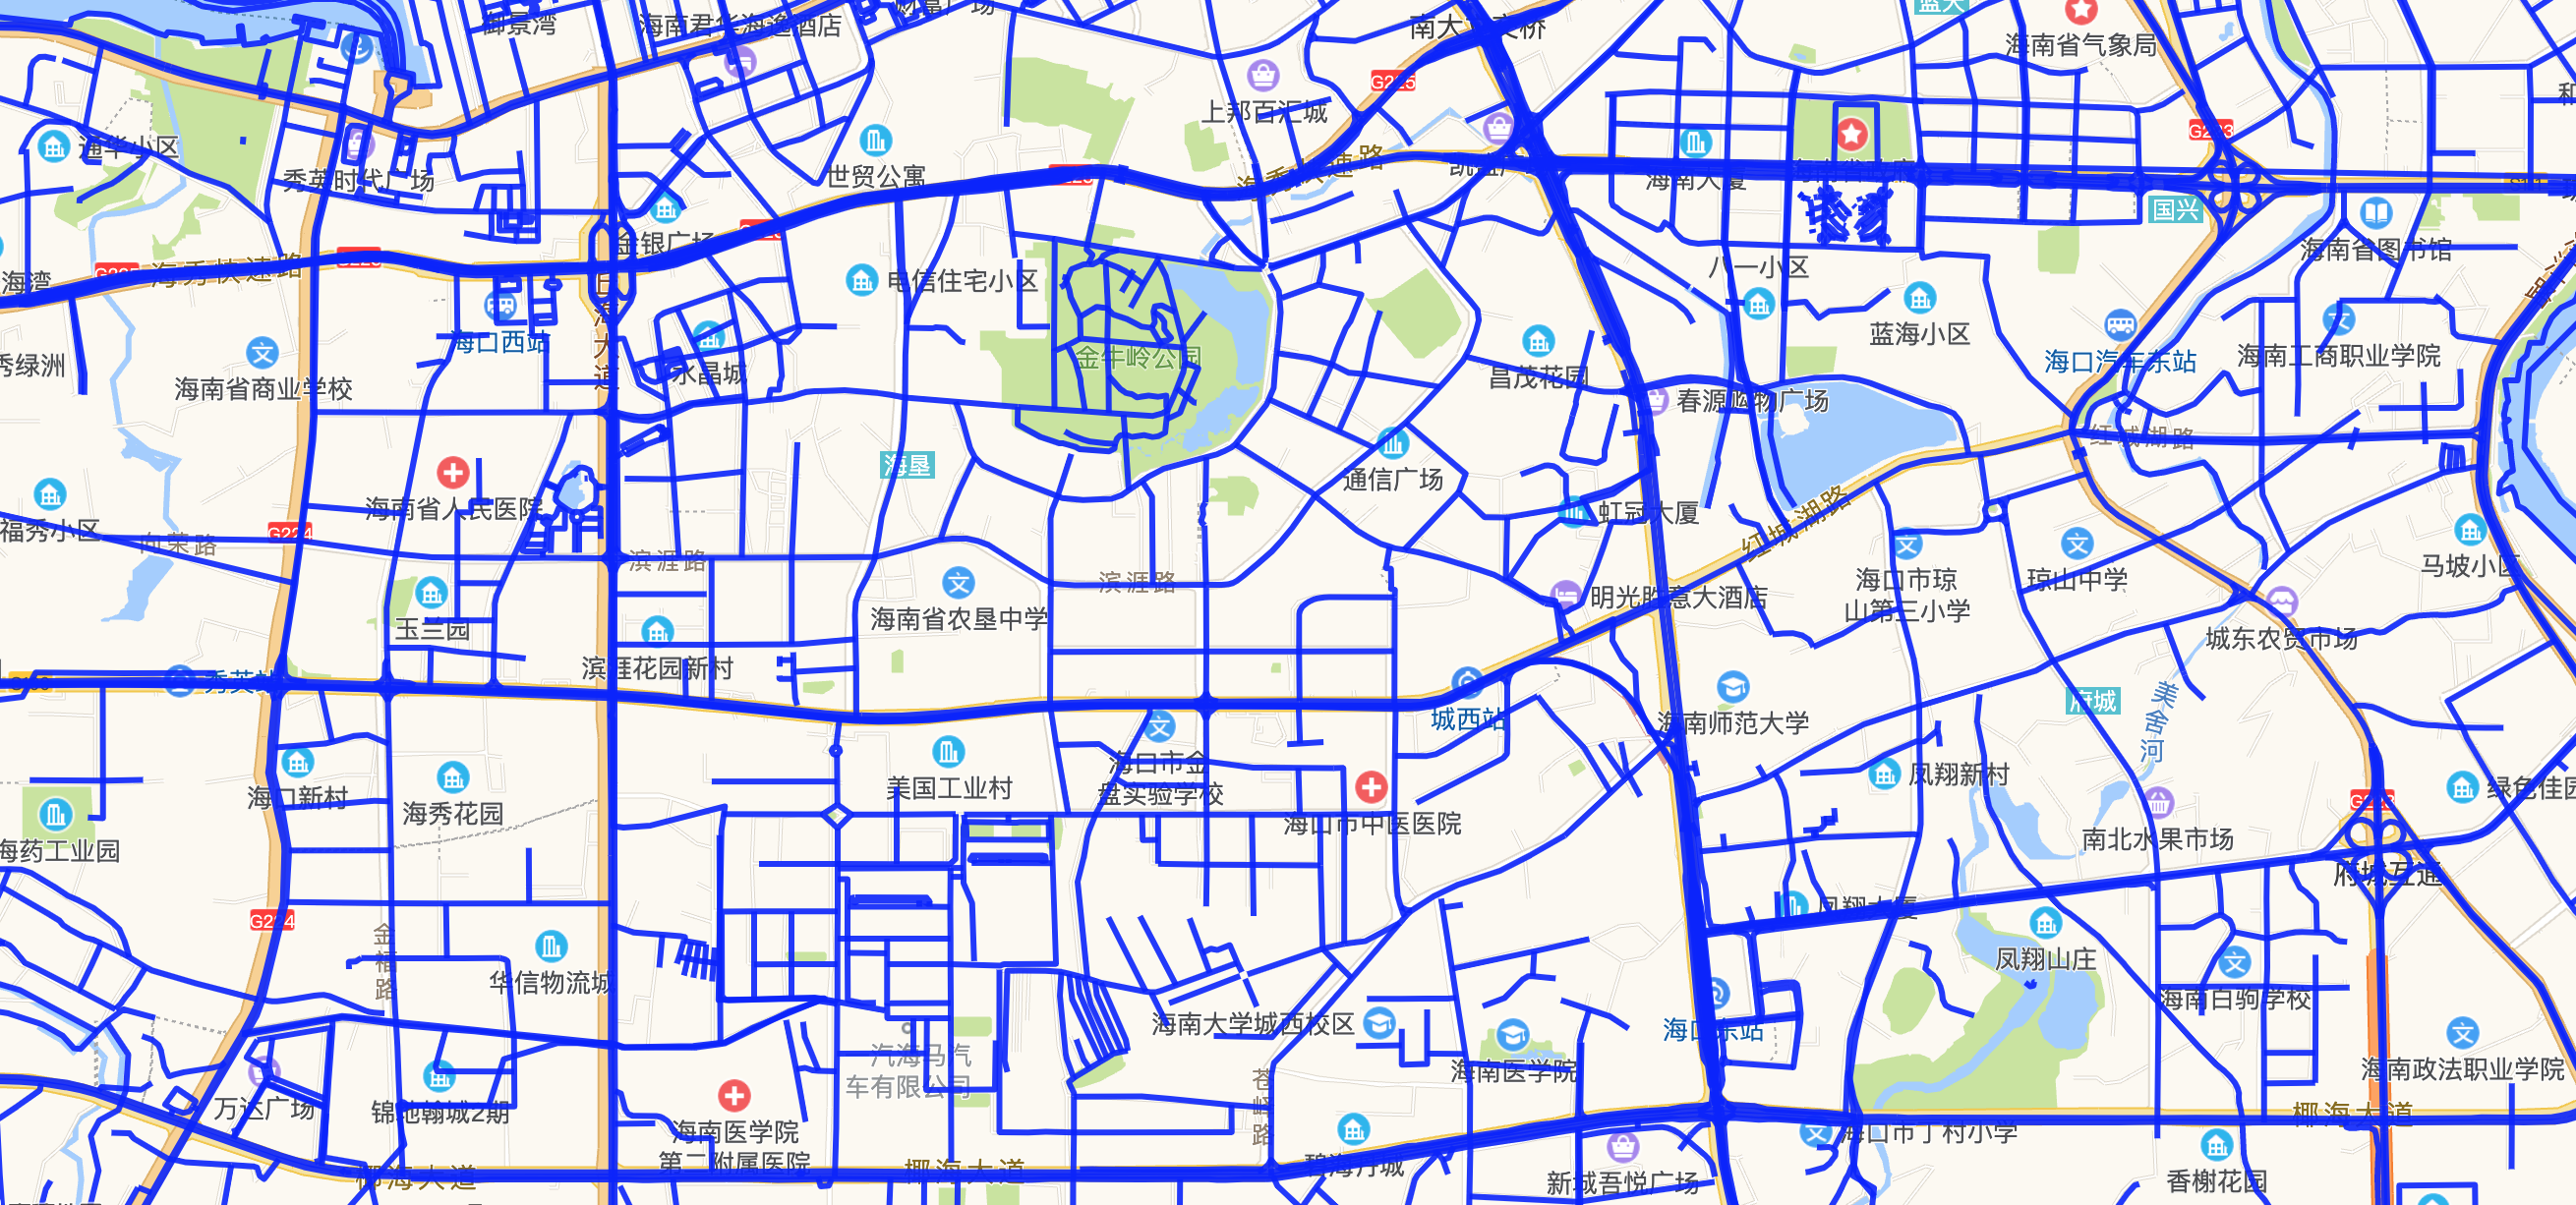 御景湾
海南君华海逸酒店
海南省气象局
G225
上邦百汇城
通华小区
秀英时代广场
世贸公寓
海秀快速路
海南大厦
国兴
金银广场
海湾
海秀快速路
电信住宅小区
八一小区
海南省图书馆
上海大道
海口西站
秀绿洲
海南省商业学校
永昌城
金牛岭公园
昌茂花园
蓝海小区
海口汽车东站
海南工商职业学院
春源购物广场
红城湖路
海垦
通信广场
海南省人民医院
虹冠大厦
福秀小区
向荣路
G224
滨涯路
滨涯路
红城湖路
马坡小区
海南省农垦中学
明光胜意大酒店
海口市琼
山第三小学
琼山中学
玉兰园
城东农贸市场
滨涯花园新村
秀英站
城西站
海南师范大学
府城
美舍河
海口市金
盘实验学校
美国工业村
海口新村
海秀花园
凤翔新村
绿色佳园
海口市中医医院
南北水果市场
海药工业园
府城互通
G224
凤翔大厦
金福路
华信物流城
凤翔山庄
海南白驹学校
海南大学城西校区
海口东站
汽海马汽
车有限公司
海南医学院
海南政法职业学院
苍峄路
万达广场
锦地翰城2期
椰海大道
海南医学院
第二附属医院
海口市丁村小学
椰海大道
椰海大道
碧海丹城
新城吾悦广场
香榭花园